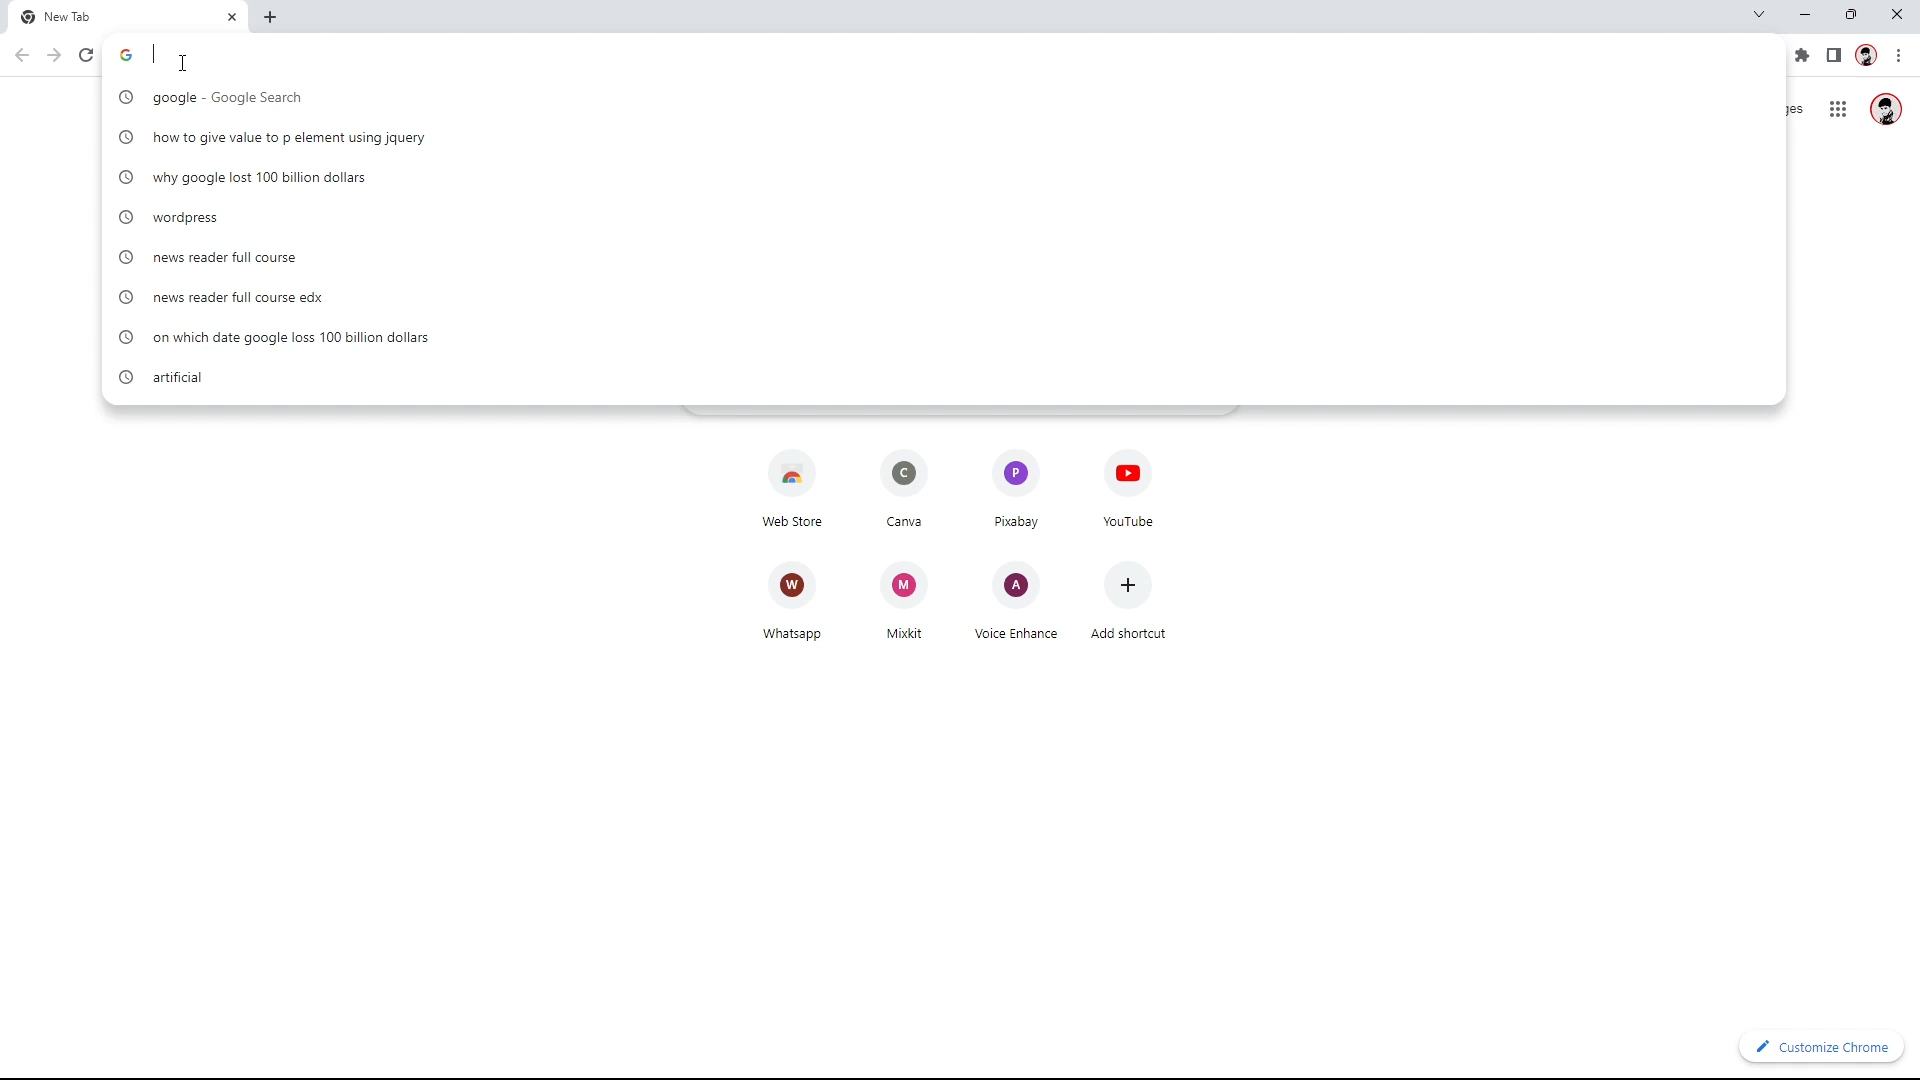 New Tab
google - Google Search
ges
how to give value to p element using jquery
why google lost 100 billion dollars
wordpress
news reader full course
news reader full course edx
on which date google loss 100 billion dollars
artificial
C P
Web Store Canva Pixabay YouTube
W M A
Whatsapp Mixkit Voice Enhance Add shortcut
Customize Chrome